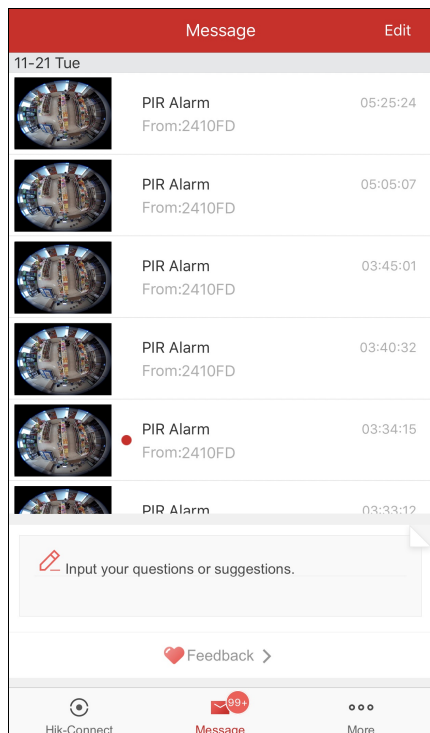 Message
Edit
11-21 Tue
PIR Alarm
05:25:24
From:2410FD
PIR Alarm
05:05:07
From:2410FD
PIR Alarm
03:45:01
From:2410FD
PIR Alarm
03:40:32
From:2410FD
PIR Alarm
03:34:15
From:2410FD
PIR Alarm
03:33:12
Input your questions or suggestions.
Feedback
99+
Hik-Connect
Message
More